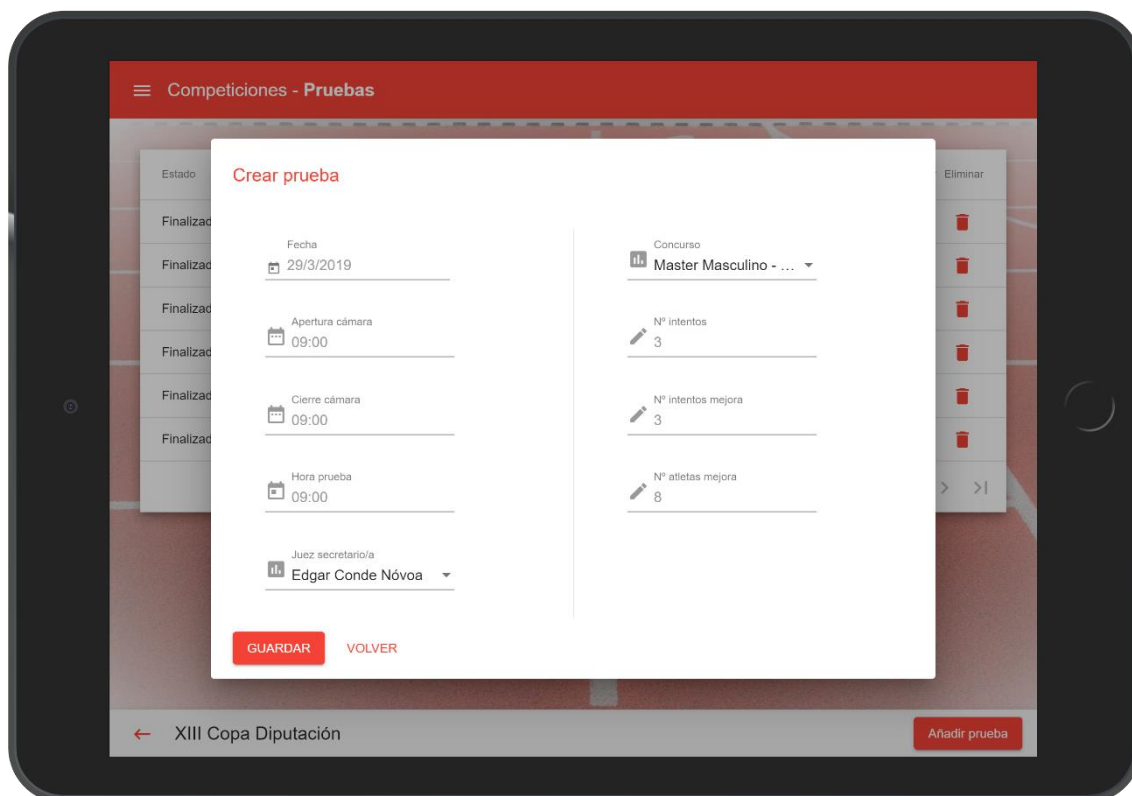 Competiciones - Pruebas
Estado
Eliminar
Finalizad
Finalizad
Finalizad
Finalizad
Finalizad
Finalizad
Crear prueba
Fecha
29/3/2019
Apertura cámara
09:00
Cierre cámara
09:00
Hora prueba
09:00
Juez secretario/a
Edgar Conde Nóvoa
Concurso
Master Masculino - ...
Nº intentos
3
Nº intentos mejora
3
Nº atletas mejora
8
GUARDAR VOLVER
XIII Copa Diputación
Añadir prueba